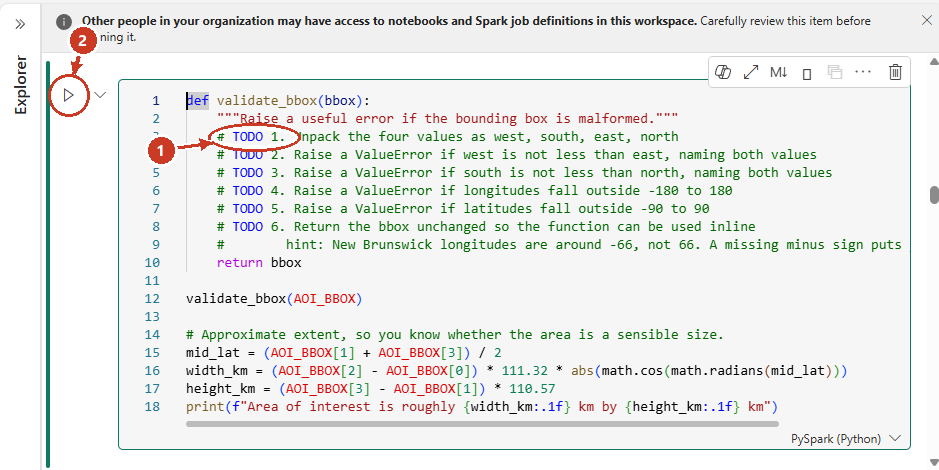 Other people in your organization may have access to notebooks and Spark job definitions in this workspace. Carefully review this item before
ning it.
2
Explorer
M↓
1 def validate_bbox(bbox):
2 """Raise a useful error if the bounding box is malformed."""
# TODO 1. Unpack the four values as west, south, east, north
1
# TODO 2. Raise a ValueError if west is not less than east, naming both values
5 # TODO 3. Raise a ValueError if south is not less than north, naming both values
6 # TODO 4. Raise a ValueError if longitudes fall outside -180 to 180
7 # TODO 5. Raise a ValueError if latitudes fall outside -90 to 90
8 # TODO 6. Return the bbox unchanged so the function can be used inline
9 # hint: New Brunswick longitudes are around -66, not 66. A missing minus sign puts
10 return bbox
11
12 validate_bbox(AOI_BBOX)
13
14 # Approximate extent, so you know whether the area is a sensible size.
15 mid_lat = (AOI_BBOX[1] + AOI_BBOX[3]) / 2
16 width_km = (AOI_BBOX[2] - AOI_BBOX[0]) * 111.32 * abs(math.cos(math.radians(mid_lat)))
17 height_km = (AOI_BBOX[3] - AOI_BBOX[1]) * 110.57
18 print(f"Area of interest is roughly {width_km:.1f} km by {height_km:.1f} km")
PySpark (Python)